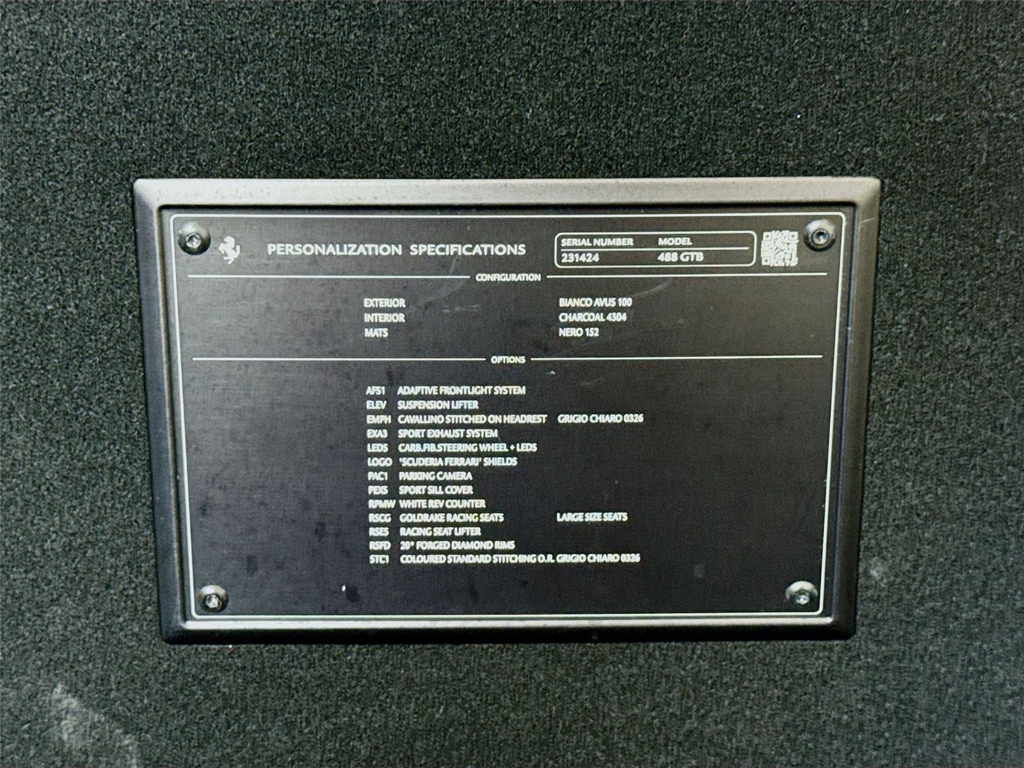 PERSONALIZATION SPECIFICATIONS
SERIAL NUMBER MODEL
231424 488 GTB
CONFIGURATION
EXTERIOR BIANCO AVUS 100
INTERIOR CHARCOAL 4304
MATS NERO 152
OPTIONS
AFS1 ADAPTIVE FRONTLIGHT SYSTEM
ELEV SUSPENSION LIFTER
EMPH CAVALLINO STITCHED ON HEADREST GRIGIO CHIARO 0326
EXA3 SPORT EXHAUST SYSTEM
LEDS CARB.FIB.STEERING WHEEL + LEDS
LOGO "SCUDERIA FERRARI" SHIELDS
PAC1 PARKING CAMERA
PEXS SPORT SILL COVER
RPMW WHITE REV COUNTER
RSCG GOLDRAKE RACING SEATS LARGE SIZE SEATS
RSES RACING SEAT LIFTER
RSFD 20" FORGED DIAMOND RIMS
STC1 COLOURED STANDARD STITCHING O.R. GRIGIO CHIARO 0326